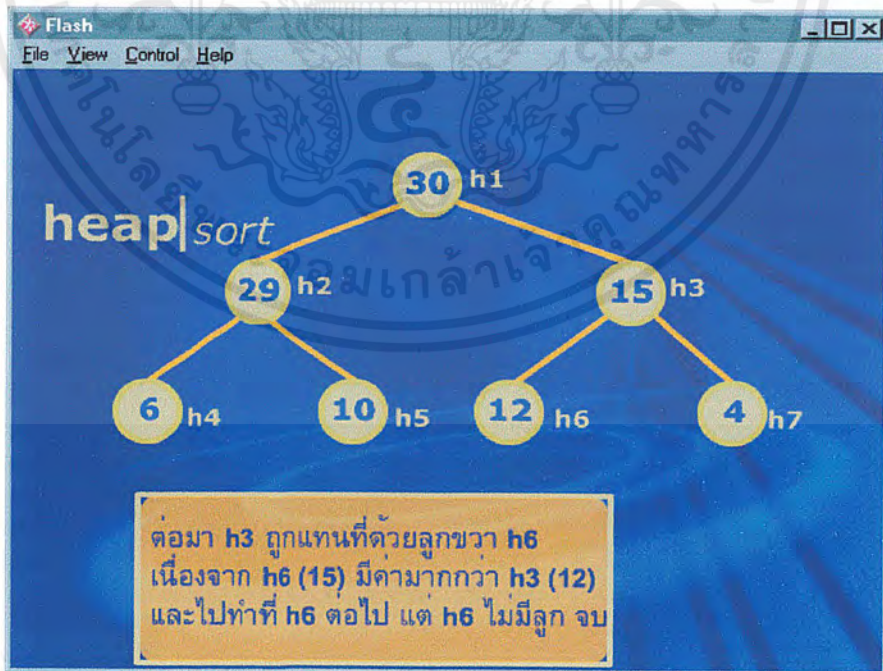 Flash
File View Control Help
30 h1
heap|sort
29 h2 15 h3
6 h4 10 h5 12 h6 4 h7
ต่อมา h3 ถูกแทนที่ด้วยลูกขวา h6
เนื่องจาก h6 (15) มีค่ามากกว่า h3 (12)
และไปทำที่ h6 ต่อไป แต่ h6 ไม่มีลูก จบ